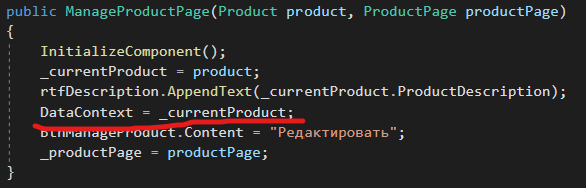 public ManageProductPage(Product product, ProductPage productPage)
{
InitializeComponent();
_currentProduct = product;
rtfDescription.AppendText(_currentProduct.ProductDescription);
DataContext = _currentProduct;
btnManageProduct.Content = "Редактировать";
_productPage = productPage;
}